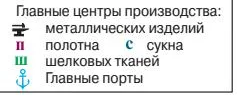 Главные центры производства:
металлических изделий
П полотна С сукна
Ш шелковых тканей
Главные порты